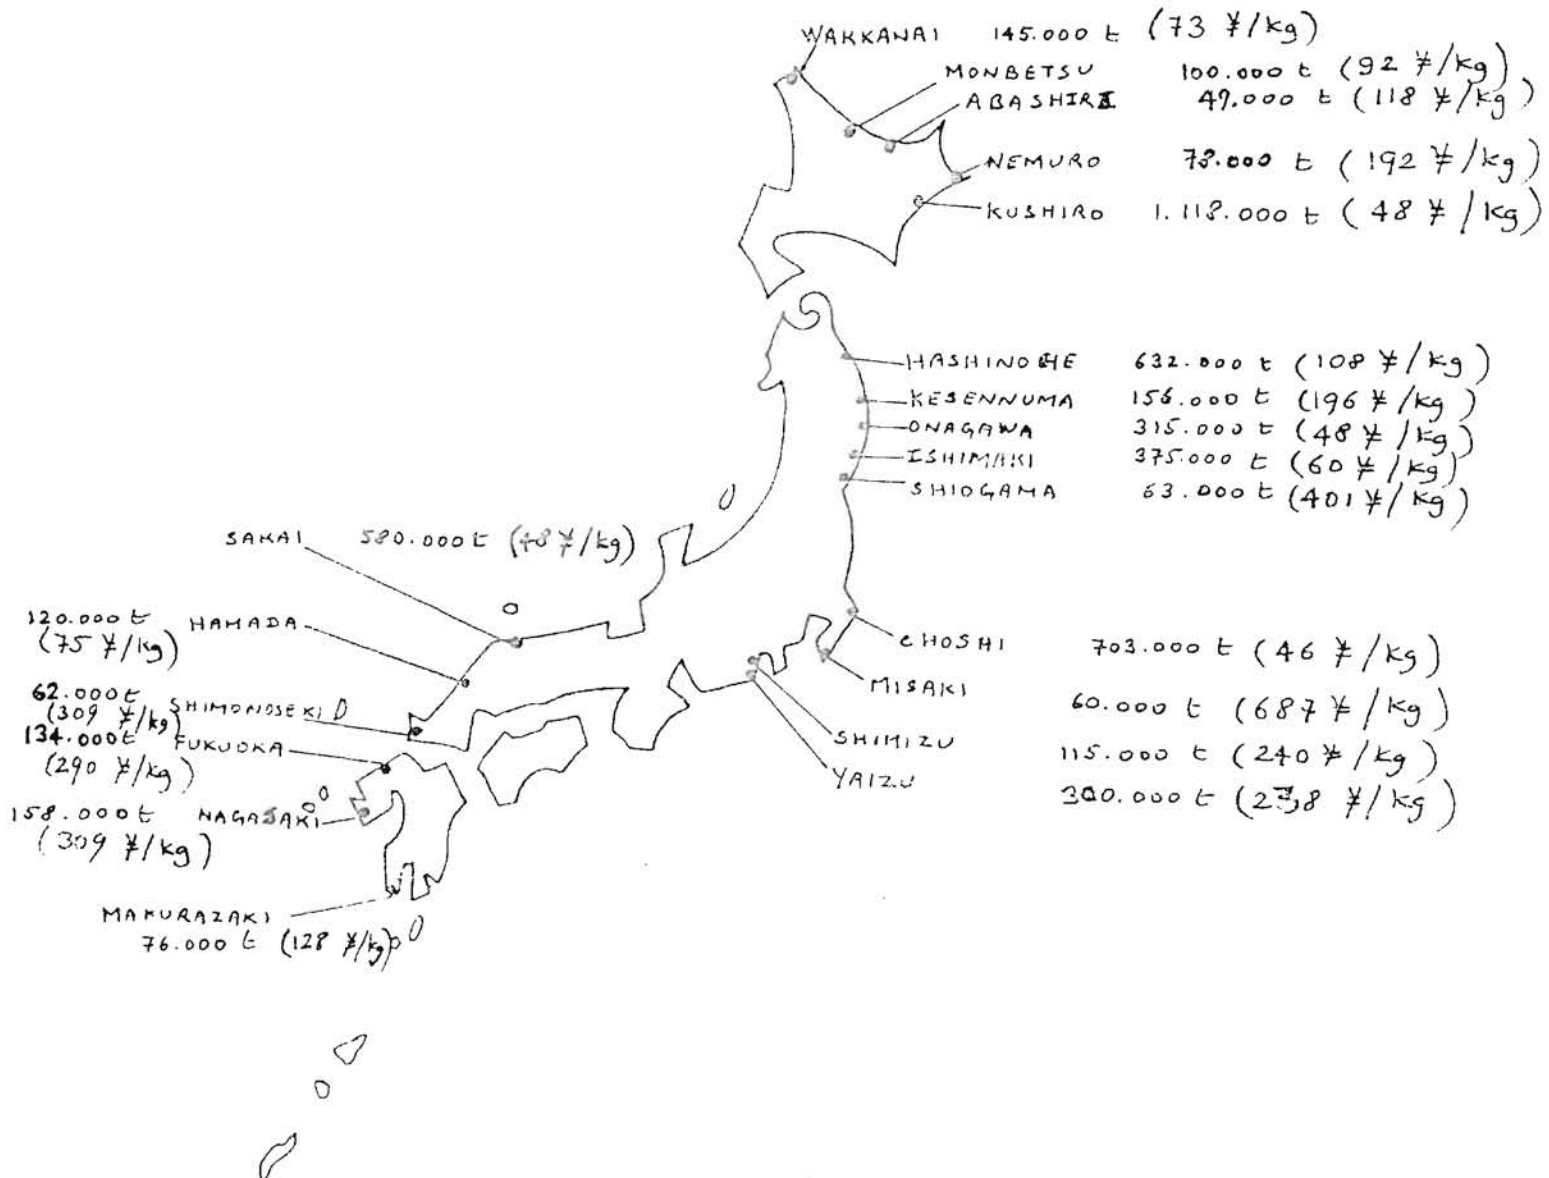 WAKKANAI 145.000 t (73 ¥/kg)
MONBETSU 100.000 t (92 ¥/kg)
ABASHIRI 49.000 t (118 ¥/kg)
NEMURO 78.000 t (192 ¥/kg)
KUSHIRO 1.118.000 t (48 ¥/kg)
HASHINOHE 632.000 t (108 ¥/kg)
KESENNUMA 156.000 t (196 ¥/kg)
ONAGAWA 315.000 t (48 ¥/kg)
ISHIMAKI 375.000 t (60 ¥/kg)
SHIOGAMA 63.000 t (401 ¥/kg)
SAKAI 580.000 t (48 ¥/kg)
120.000 t HAMADA
(75 ¥/kg)
CHOSHI 703.000 t (46 ¥/kg)
MISAKI 60.000 t (687 ¥/kg)
SHIMIZU 115.000 t (240 ¥/kg)
YAIZU 300.000 t (238 ¥/kg)
62.000 t SHIMONOSEKI
(309 ¥/kg)
134.000 t FUKUOKA
(290 ¥/kg)
158.000 t NAGASAKI
(309 ¥/kg)
MAKURAZAKI
76.000 t (128 ¥/kg)